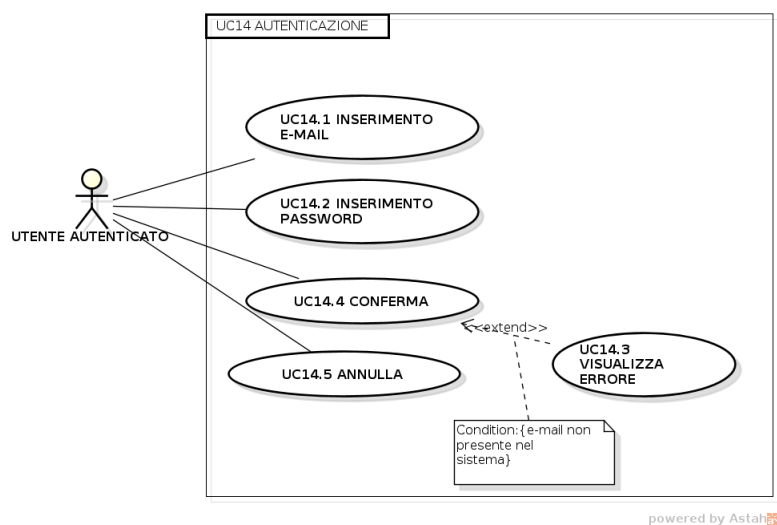 UC14 AUTENTICAZIONE
UC14.1 INSERIMENTO
E-MAIL
UC14.2 INSERIMENTO
PASSWORD
UTENTE AUTENTICATO
UC14.4 CONFERMA
<<extend>>
UC14.3
VISUALIZZA
ERRORE
UC14.5 ANNULLA
Condition:{e-mail non
presente nel
sistema}
powered by Astah